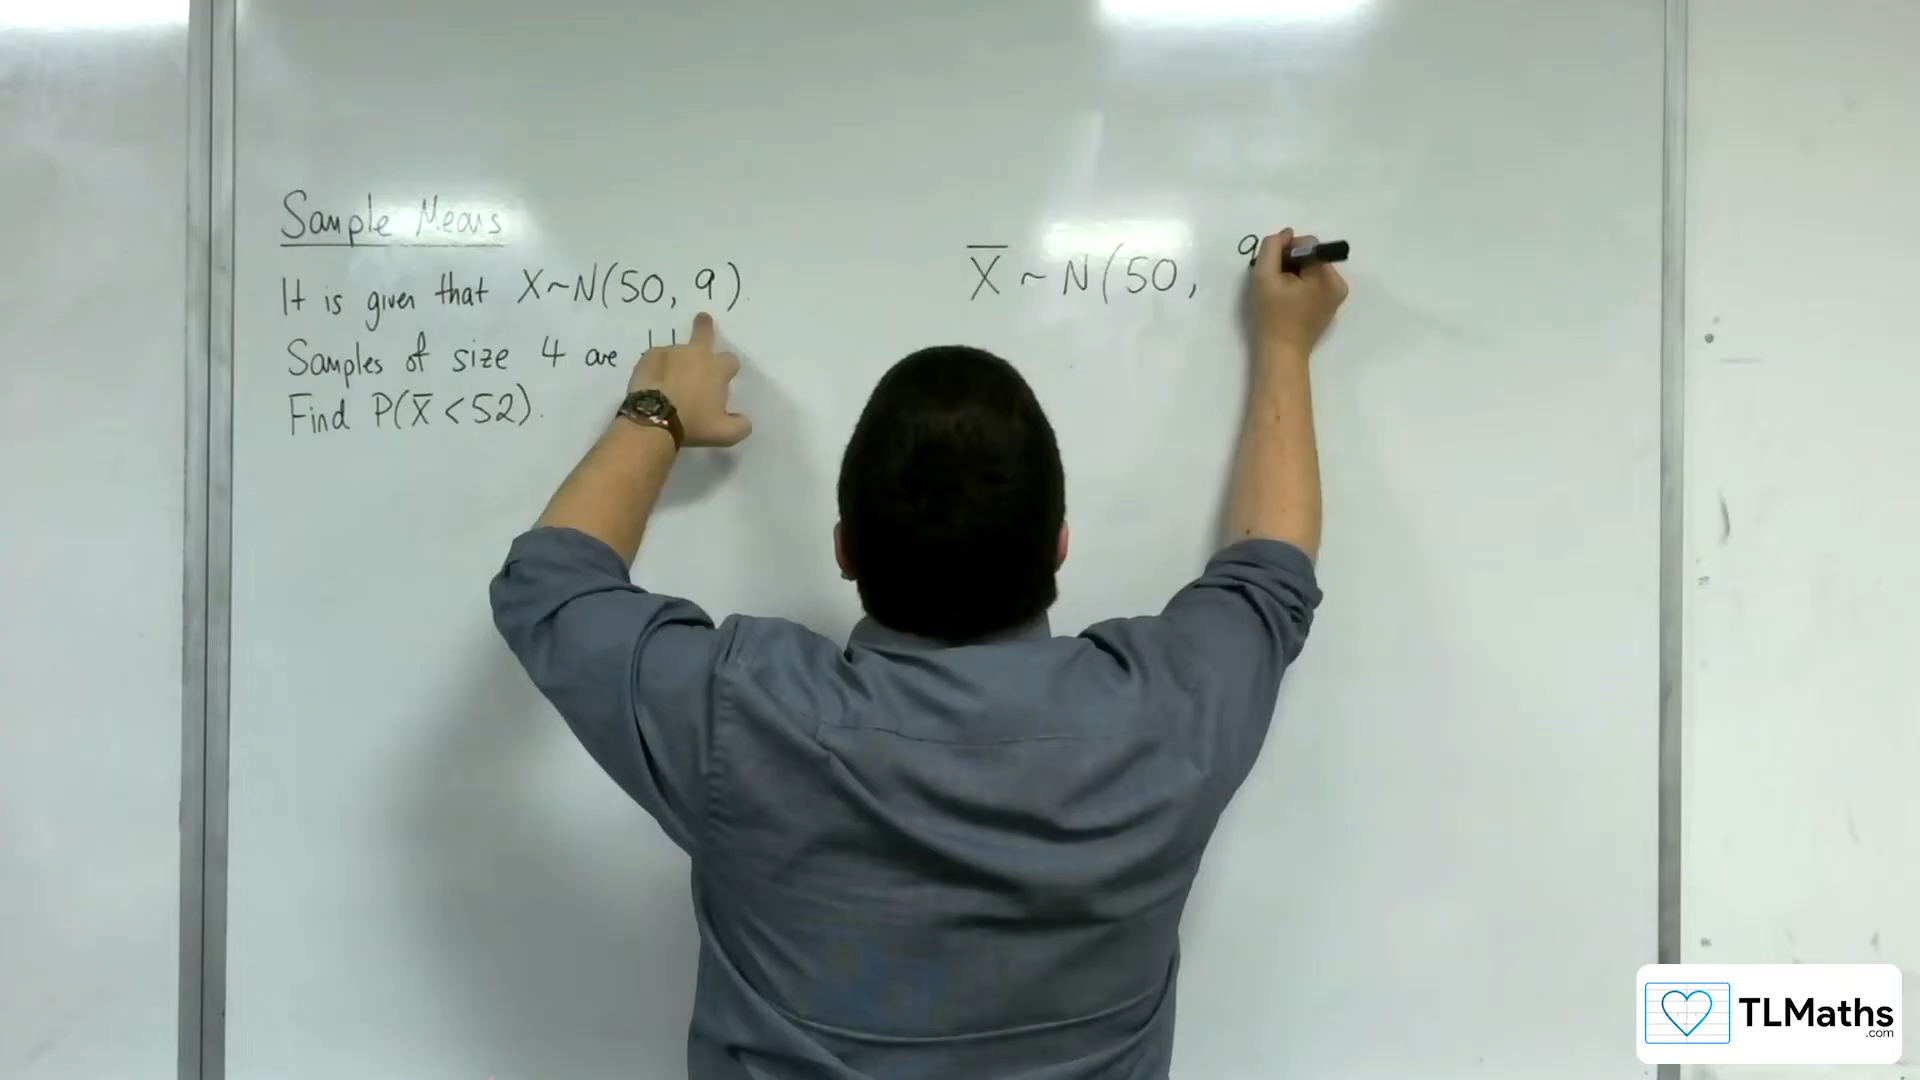 Sample Means
It is given that X~N(50, 9).
Samples of size 4 are
Find P(X̄ < 52).
X̄ ~ N(50, 9
TLMaths
.com